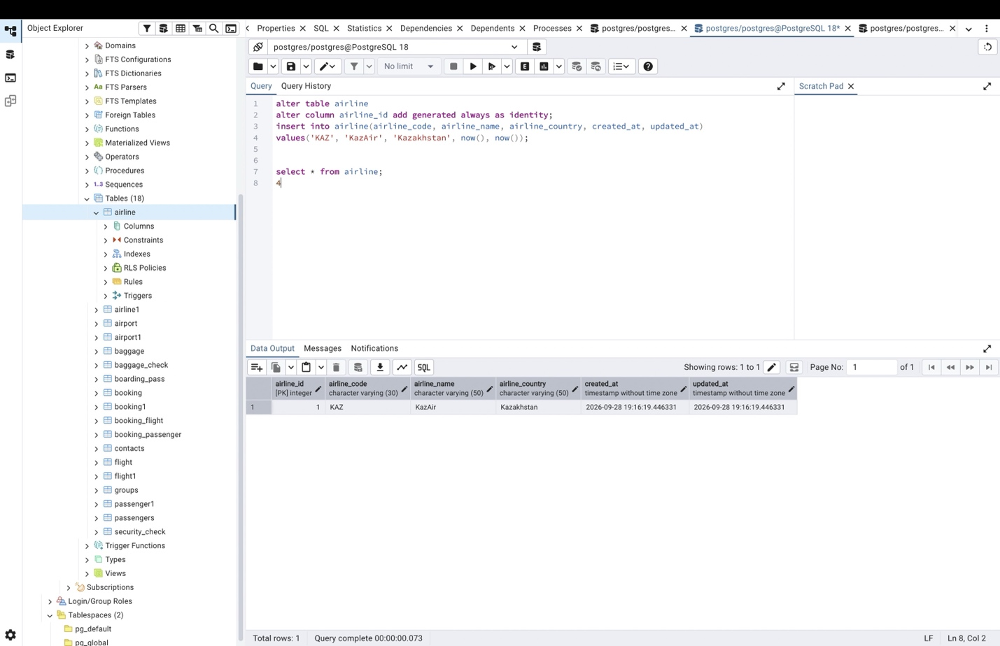 Object Explorer
Properties
SQL
Statistics
Dependencies
Dependents
Processes
postgres/postgres...
postgres/postgres@PostgreSQL 18*
postgres/postgres...
Domains
FTS Configurations
FTS Dictionaries
Aa FTS Parsers
FTS Templates
Foreign Tables
Functions
Materialized Views
Operators
Procedures
1..3 Sequences
Tables (18)
airline
Columns
Constraints
Indexes
RLS Policies
Rules
Triggers
airline1
airport
airport1
baggage
baggage_check
boarding_pass
booking
booking1
booking_flight
booking_passenger
contacts
flight
flight1
groups
passenger1
passengers
security_check
Trigger Functions
Types
Views
Subscriptions
Login/Group Roles
Tablespaces (2)
pg_default
pg_global
postgres/postgres@PostgreSQL 18
No limit
E
Query
Query History
Scratch Pad
1 alter table airline
2 alter column airline_id add generated always as identity;
3 insert into airline(airline_code, airline_name, airline_country, created_at, updated_at)
4 values('KAZ', 'KazAir', 'Kazakhstan', now(), now());
5
6
7 select * from airline;
8 4
Data Output
Messages
Notifications
SQL
Showing rows: 1 to 1
Page No: 1 of 1
airline_id [PK] integer
airline_code character varying (30)
airline_name character varying (50)
airline_country character varying (50)
created_at timestamp without time zone
updated_at timestamp without time zone
1 1 KAZ KazAir Kazakhstan 2026-09-28 19:16:19.446331 2026-09-28 19:16:19.446331
Total rows: 1
Query complete 00:00:00.073
LF
Ln 8, Col 2